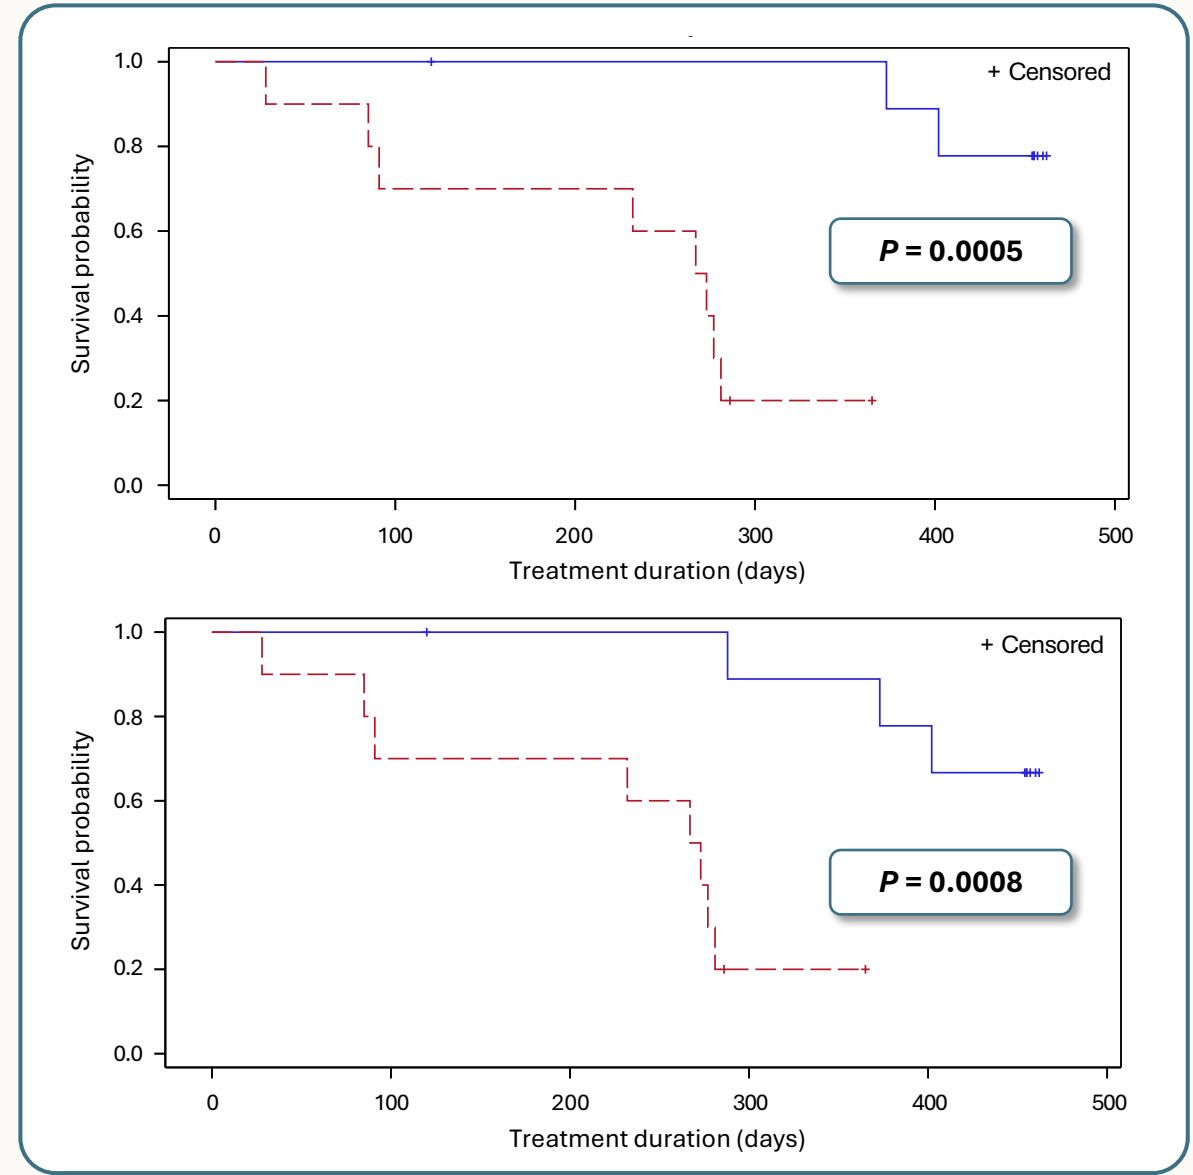 1.0
+ Censored
0.8
0.6
P = 0.0005
0.4
0.2
0.0
Survival probability
0 100 200 300 400 500
Treatment duration (days)
1.0
+ Censored
0.8
0.6
P = 0.0008
0.4
0.2
0.0
Survival probability
0 100 200 300 400 500
Treatment duration (days)